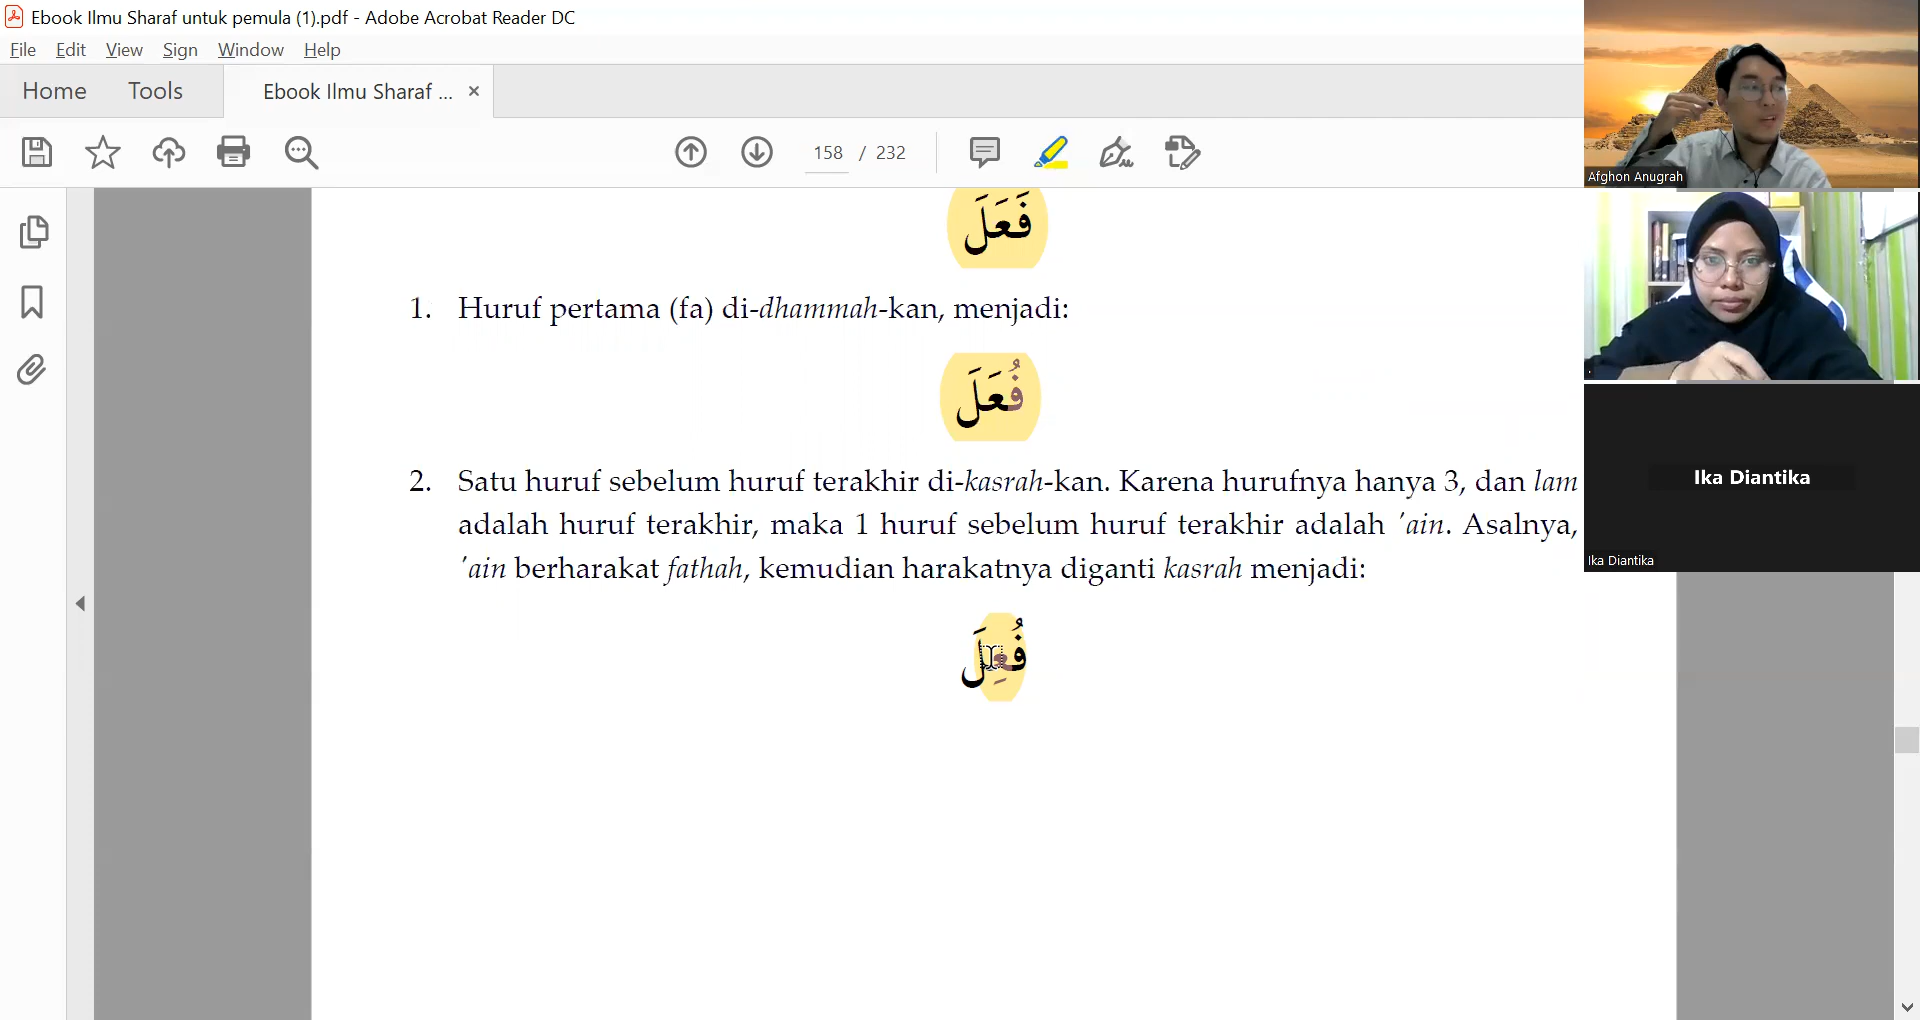 Ebook Ilmu Sharaf untuk pemula (1).pdf - Adobe Acrobat Reader DC
File Edit View Sign Window Help
Home Tools Ebook Ilmu Sharaf ... ×
158 / 232
فَعَلَ
1. Huruf pertama (fa) di-dhammah-kan, menjadi:
فُعَلَ
2. Satu huruf sebelum huruf terakhir di-kasrah-kan. Karena hurufnya hanya 3, dan lam
adalah huruf terakhir, maka 1 huruf sebelum huruf terakhir adalah 'ain. Asalnya,
'ain berharakat fathah, kemudian harakatnya diganti kasrah menjadi:
فُعِلَ
Afghon Anugrah
.
Ika Diantika
Ika Diantika